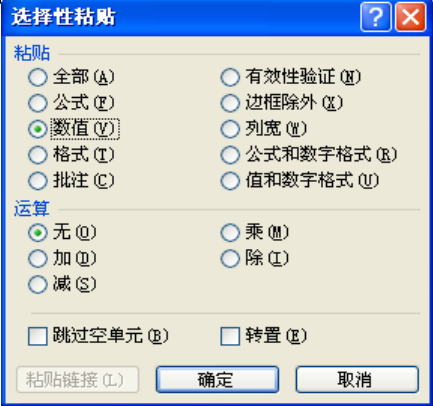 选择性粘贴
粘贴
全部(A) 有效性验证(N)
公式(F) 边框除外(X)
数值(V) 列宽(W)
格式(T) 公式和数字格式(R)
批注(C) 值和数字格式(U)
运算
无(O) 乘(M)
加(D) 除(I)
减(S)
跳过空单元(B) 转置(E)
粘贴链接(L) 确定 取消